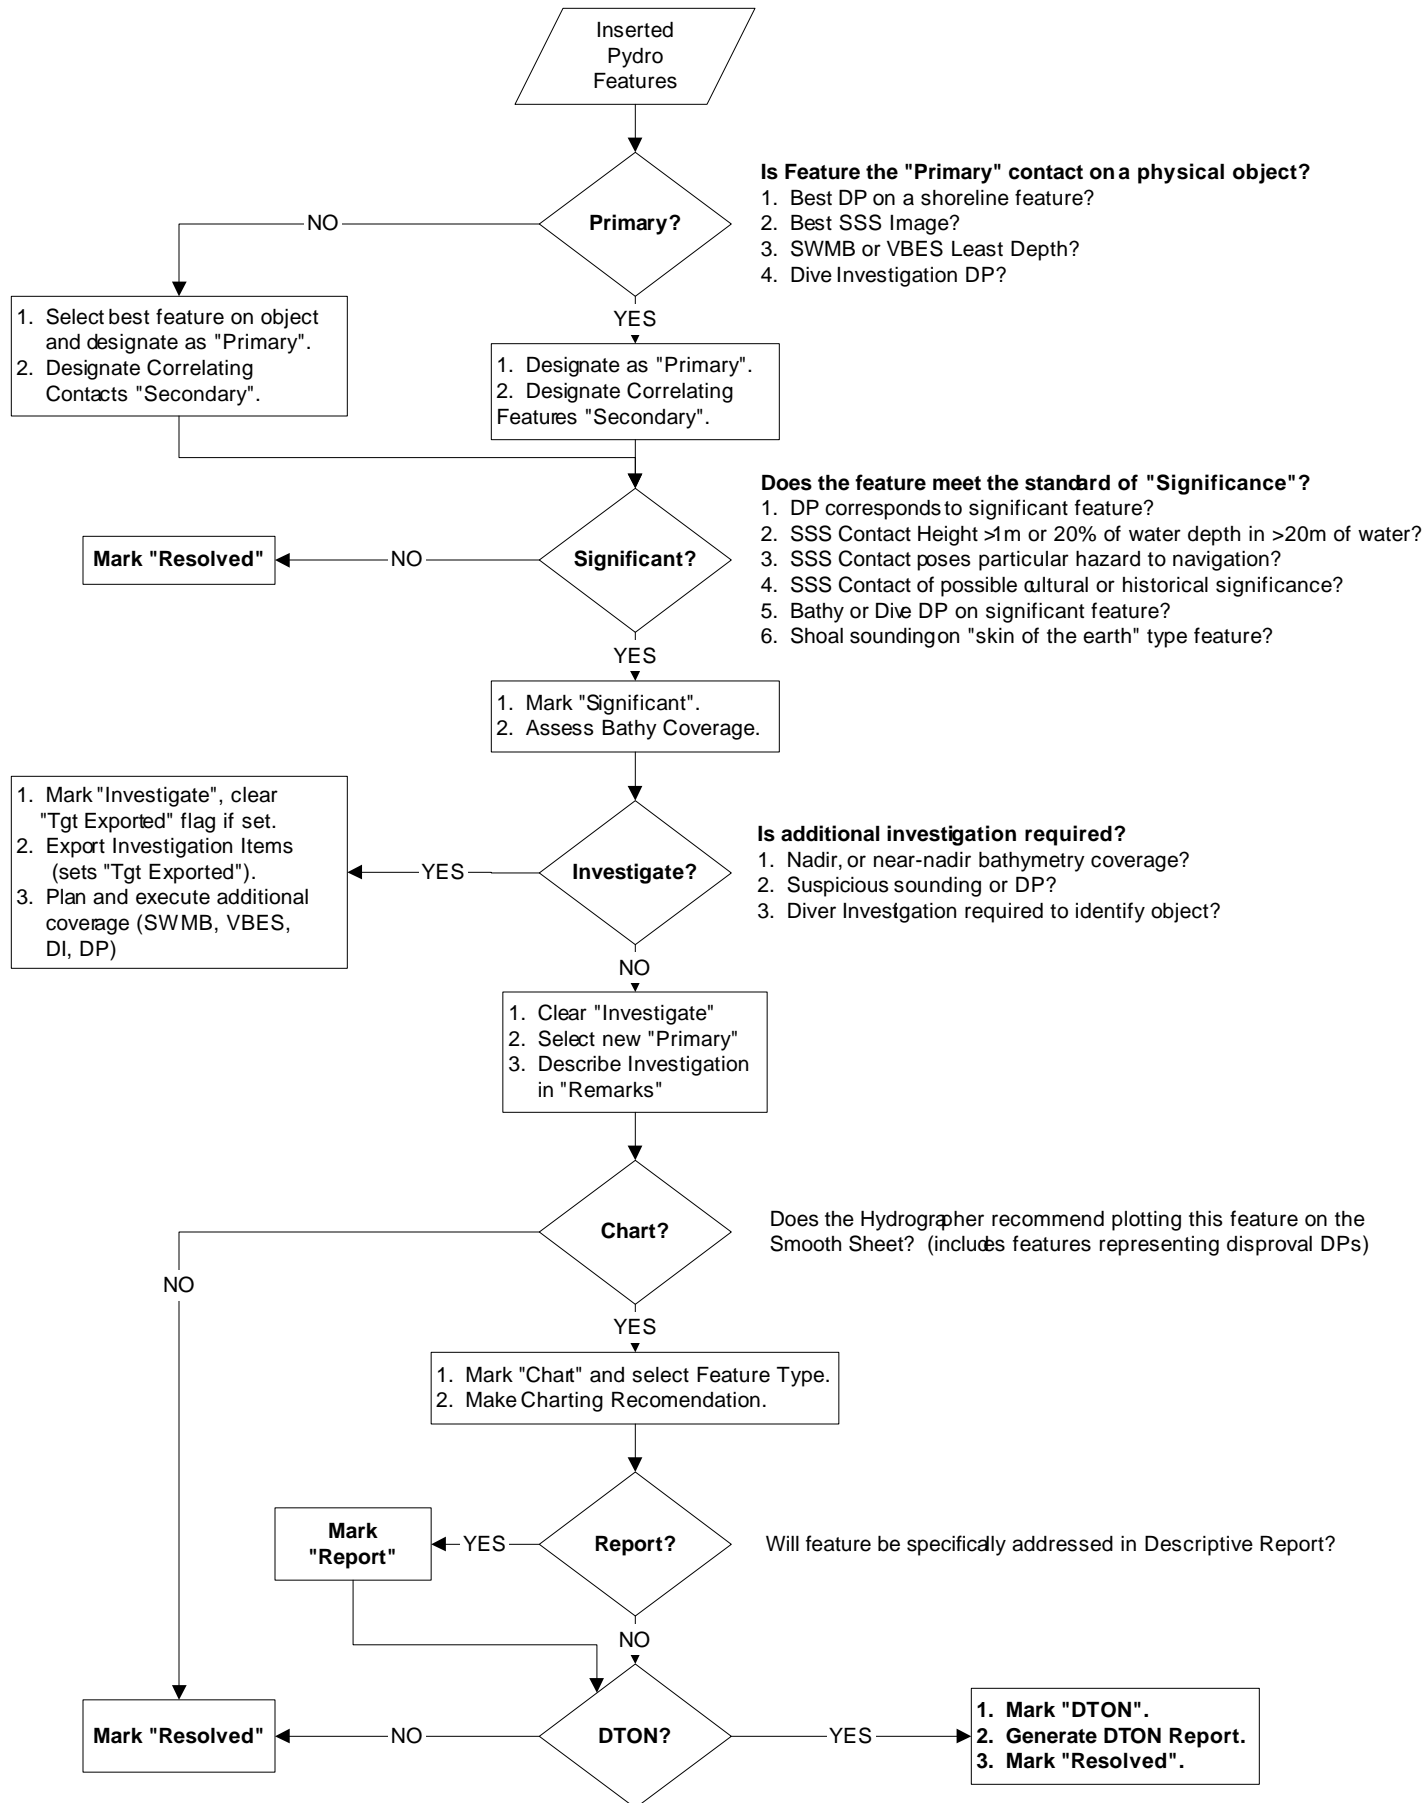 Inserted
Pydro
Features
Primary?
Is Feature the "Primary" contact on a physical object?
1. Best DP on a shoreline feature?
2. Best SSS Image?
3. SWMB or VBES Least Depth?
4. Dive Investigation DP?
NO
YES
1. Select best feature on object
and designate as "Primary".
2. Designate Correlating
Contacts "Secondary".
1. Designate as "Primary".
2. Designate Correlating
Features "Secondary".
Significant?
Does the feature meet the standard of "Significance"?
1. DP corresponds to significant feature?
2. SSS Contact Height >1m or 20% of water depth in >20m of water?
3. SSS Contact poses particular hazard to navigation?
4. SSS Contact of possible cultural or historical significance?
5. Bathy or Dive DP on significant feature?
6. Shoal sounding on "skin of the earth" type feature?
NO
Mark "Resolved"
YES
1. Mark "Significant".
2. Assess Bathy Coverage.
Investigate?
Is additional investigation required?
1. Nadir, or near-nadir bathymetry coverage?
2. Suspicious sounding or DP?
3. Diver Investigation required to identify object?
YES
1. Mark "Investigate", clear
"Tgt Exported" flag if set.
2. Export Investigation Items
(sets "Tgt Exported").
3. Plan and execute additional
coverage (SWMB, VBES,
DI, DP)
NO
1. Clear "Investigate"
2. Select new "Primary"
3. Describe Investigation
in "Remarks"
Chart?
Does the Hydrographer recommend plotting this feature on the
Smooth Sheet? (includes features representing disproval DPs)
NO
YES
1. Mark "Chart" and select Feature Type.
2. Make Charting Recomendation.
Report?
Will feature be specifically addressed in Descriptive Report?
YES
Mark
"Report"
NO
DTON?
NO
Mark "Resolved"
YES
1. Mark "DTON".
2. Generate DTON Report.
3. Mark "Resolved".